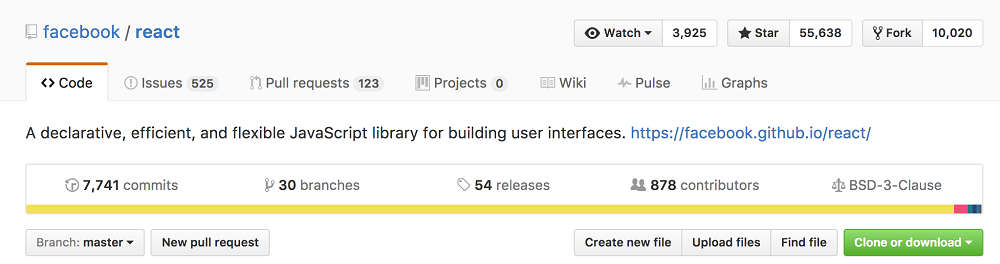 facebook / react Watch 3,925 Star 55,638 Fork 10,020
Code Issues 525 Pull requests 123 Projects 0 Wiki Pulse Graphs
A declarative, efficient, and flexible JavaScript library for building user interfaces. https://facebook.github.io/react/
7,741 commits 30 branches 54 releases 878 contributors BSD-3-Clause
Branch: master New pull request Create new file Upload files Find file Clone or download